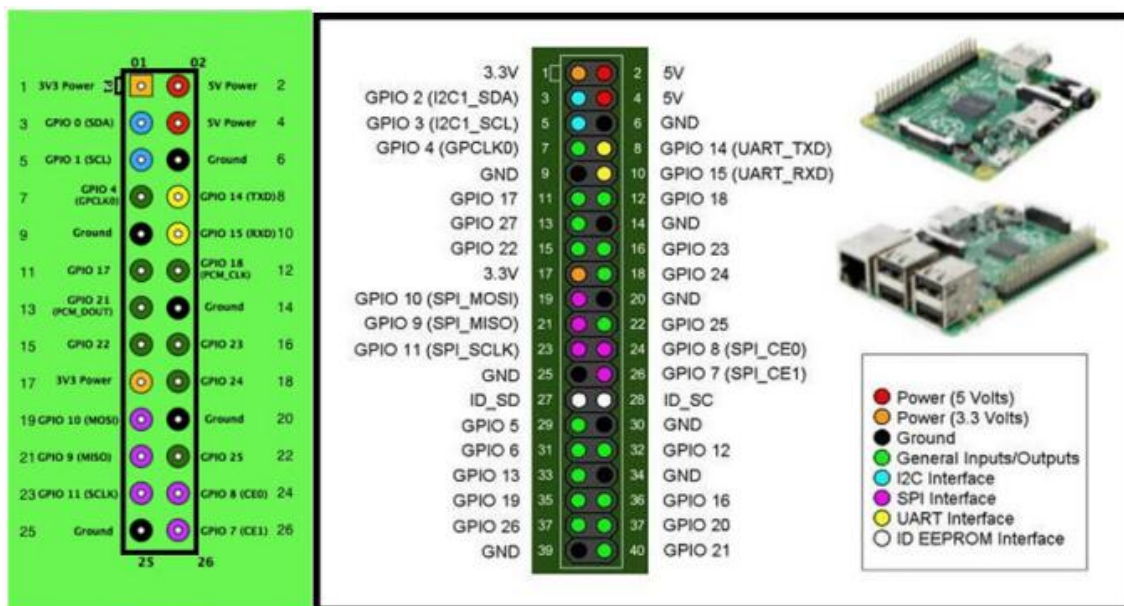 01 02
1 3V3 Power P1 5V Power 2
3 GPIO 0 (SDA) 5V Power 4
5 GPIO 1 (SCL) Ground 6
7 GPIO 4 (GPCLK0) GPIO 14 (TXD) 8
9 Ground GPIO 15 (RXD) 10
11 GPIO 17 GPIO 18 (PCM_CLK) 12
13 GPIO 21 (PCM_DOUT) Ground 14
15 GPIO 22 GPIO 23 16
17 3V3 Power GPIO 24 18
19 GPIO 10 (MOSI) Ground 20
21 GPIO 9 (MISO) GPIO 25 22
23 GPIO 11 (SCLK) GPIO 8 (CE0) 24
25 Ground GPIO 7 (CE1) 26
25 26
3.3V 1 2 5V
GPIO 2 (I2C1_SDA) 3 4 5V
GPIO 3 (I2C1_SCL) 5 6 GND
GPIO 4 (GPCLK0) 7 8 GPIO 14 (UART_TXD)
GND 9 10 GPIO 15 (UART_RXD)
GPIO 17 11 12 GPIO 18
GPIO 27 13 14 GND
GPIO 22 15 16 GPIO 23
3.3V 17 18 GPIO 24
GPIO 10 (SPI_MOSI) 19 20 GND
GPIO 9 (SPI_MISO) 21 22 GPIO 25
GPIO 11 (SPI_SCLK) 23 24 GPIO 8 (SPI_CE0)
GND 25 26 GPIO 7 (SPI_CE1)
ID_SD 27 28 ID_SC
GPIO 5 29 30 GND
GPIO 6 31 32 GPIO 12
GPIO 13 33 34 GND
GPIO 19 35 36 GPIO 16
GPIO 26 37 37 GPIO 20
GND 39 40 GPIO 21
Power (5 Volts)
Power (3.3 Volts)
Ground
General Inputs/Outputs
I2C Interface
SPI Interface
UART Interface
ID EEPROM Interface